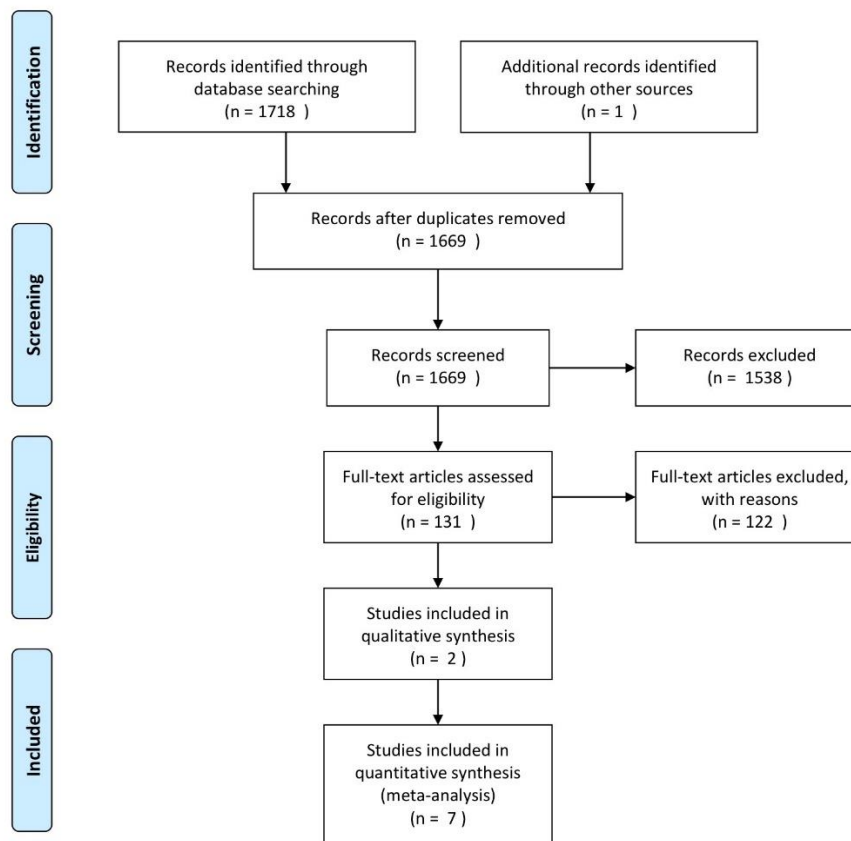 Identification
Records identified through
database searching
(n = 1718 )
Additional records identified
through other sources
(n = 1 )
Records after duplicates removed
(n = 1669 )
Screening
Records screened
(n = 1669 )
Records excluded
(n = 1538 )
Eligibility
Full-text articles assessed
for eligibility
(n = 131 )
Full-text articles excluded,
with reasons
(n = 122 )
Studies included in
qualitative synthesis
(n = 2 )
Included
Studies included in
quantitative synthesis
(meta-analysis)
(n = 7 )